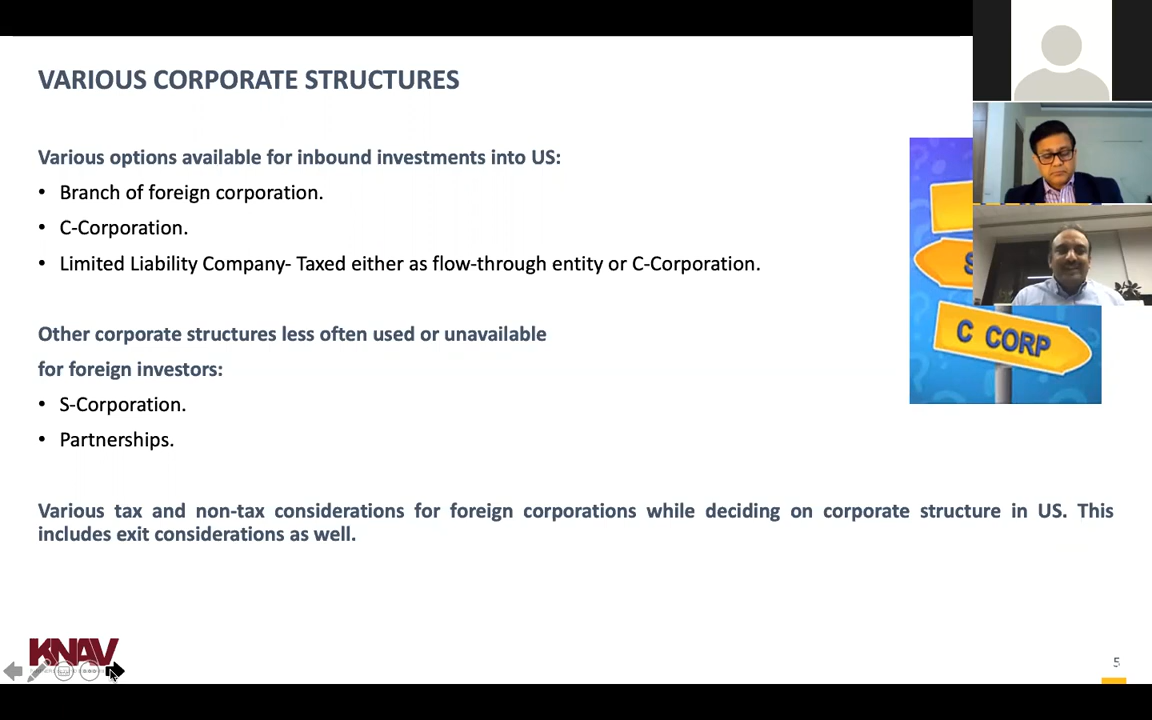 VARIOUS CORPORATE STRUCTURES
Various options available for inbound investments into US:
• Branch of foreign corporation.
• C-Corporation.
• Limited Liability Company- Taxed either as flow-through entity or C-Corporation.
Other corporate structures less often used or unavailable
for foreign investors:
• S-Corporation.
• Partnerships.
C CORP
Various tax and non-tax considerations for foreign corporations while deciding on corporate structure in US. This
includes exit considerations as well.
KNAV
5